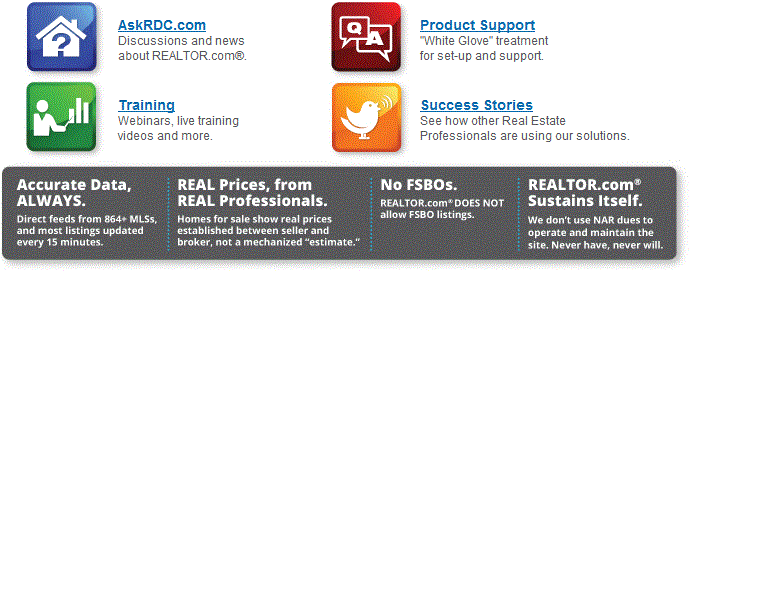 AskRDC.com
Discussions and news
about REALTOR.com®.
Q A
Product Support
"White Glove" treatment
for set-up and support.
?
Training
Webinars, live training
videos and more.
Success Stories
See how other Real Estate
Professionals are using our solutions.
Accurate Data,
ALWAYS.
Direct feeds from 864+ MLSs,
and most listings updated
every 15 minutes.
REAL Prices, from
REAL Professionals.
Homes for sale show real prices
established between seller and
broker, not a mechanized “estimate.”
No FSBOs.
REALTOR.com® DOES NOT
allow FSBO listings.
REALTOR.com®
Sustains Itself.
We don’t use NAR dues to
operate and maintain the
site. Never have, never will.